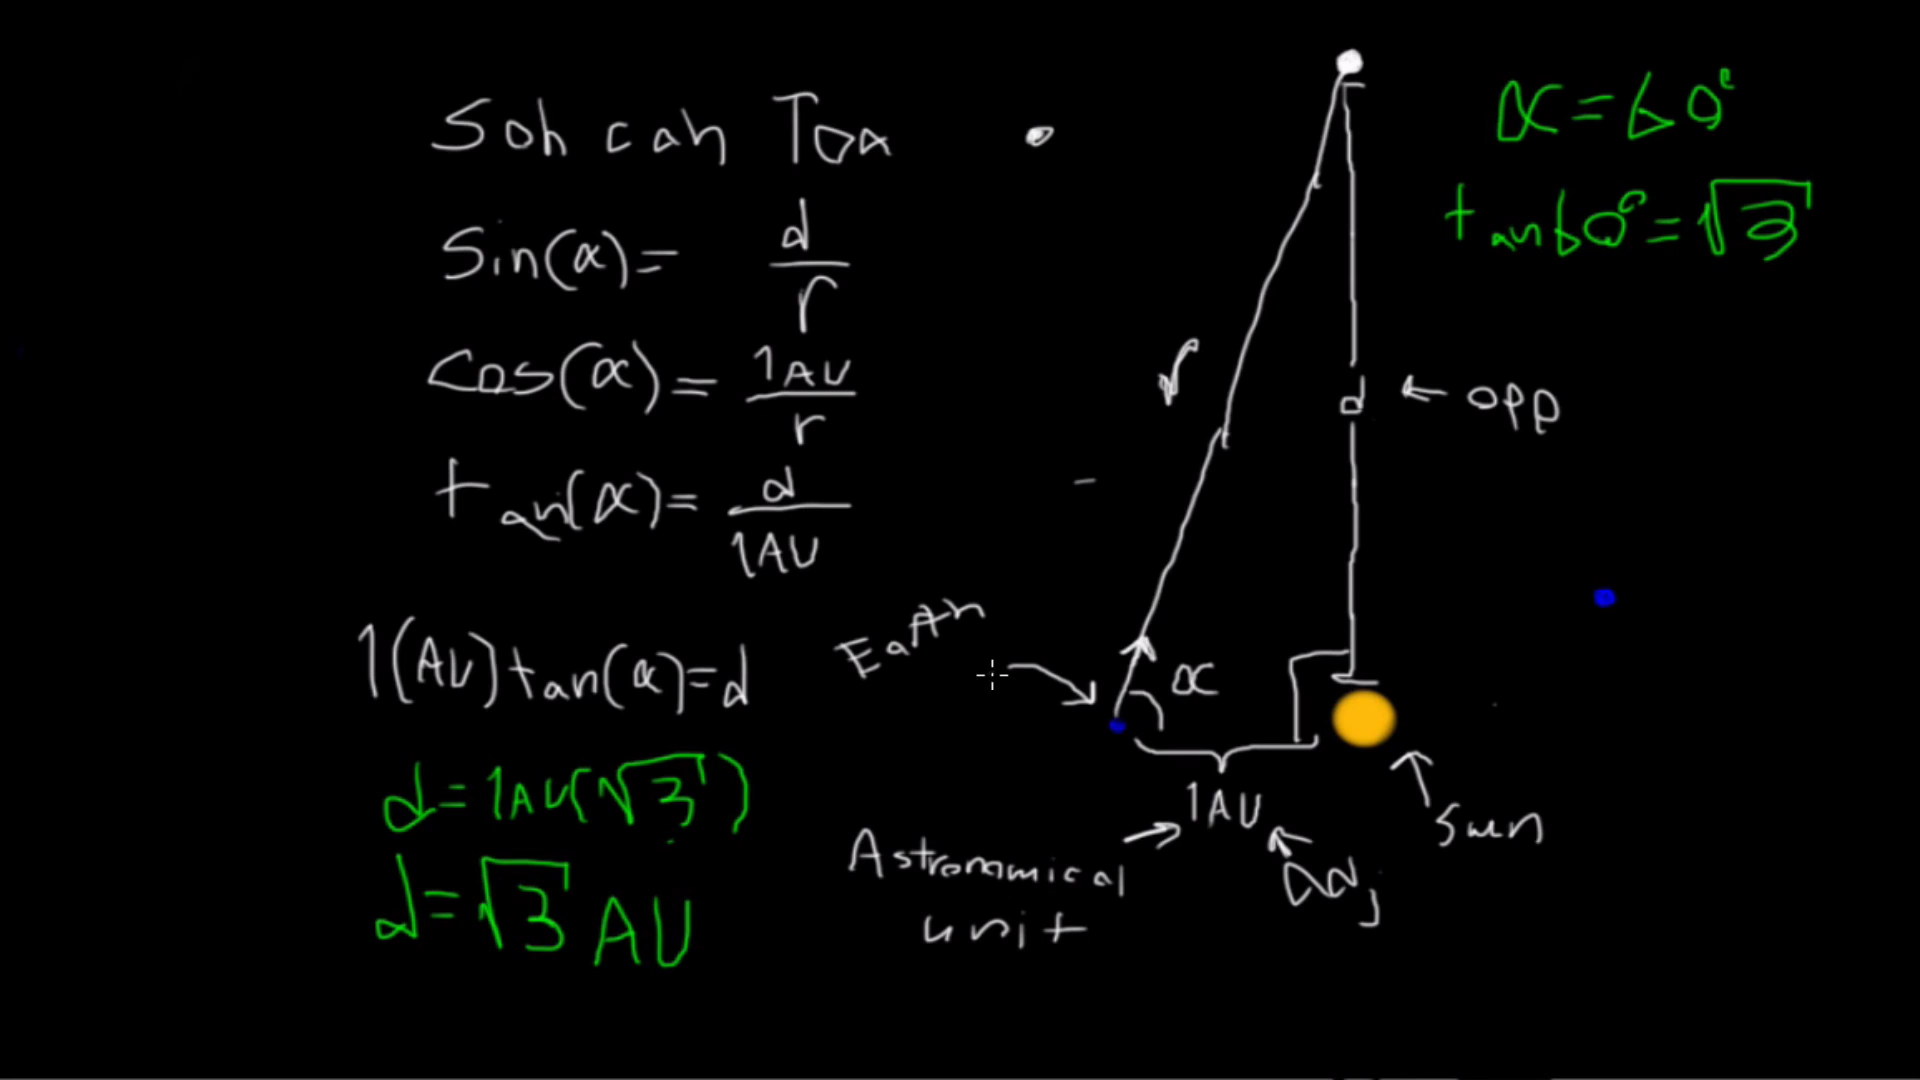 Soh cah Toa
sin(α) = d/r
cos(α) = 1AU/r
tan(α) = d/1AU
1(AU)tan(α)=d
d=1AU(√3)
d=√3 AU
α=60°
tan60°=√3
r
d ← opp
Earth
α
1AU
Astronamical
unit
adj
Sun